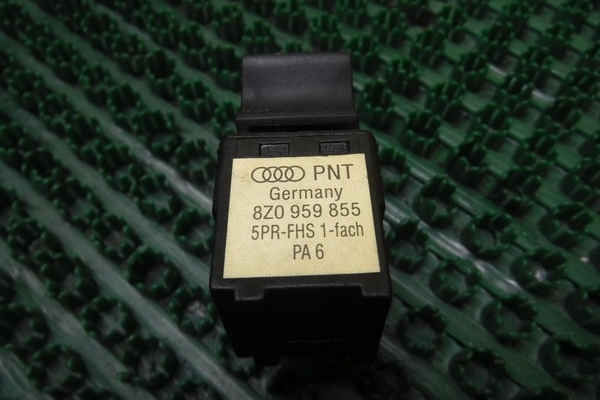 PNT
Germany
8Z0 959 855
5PR-FHS 1-fach
PA 6